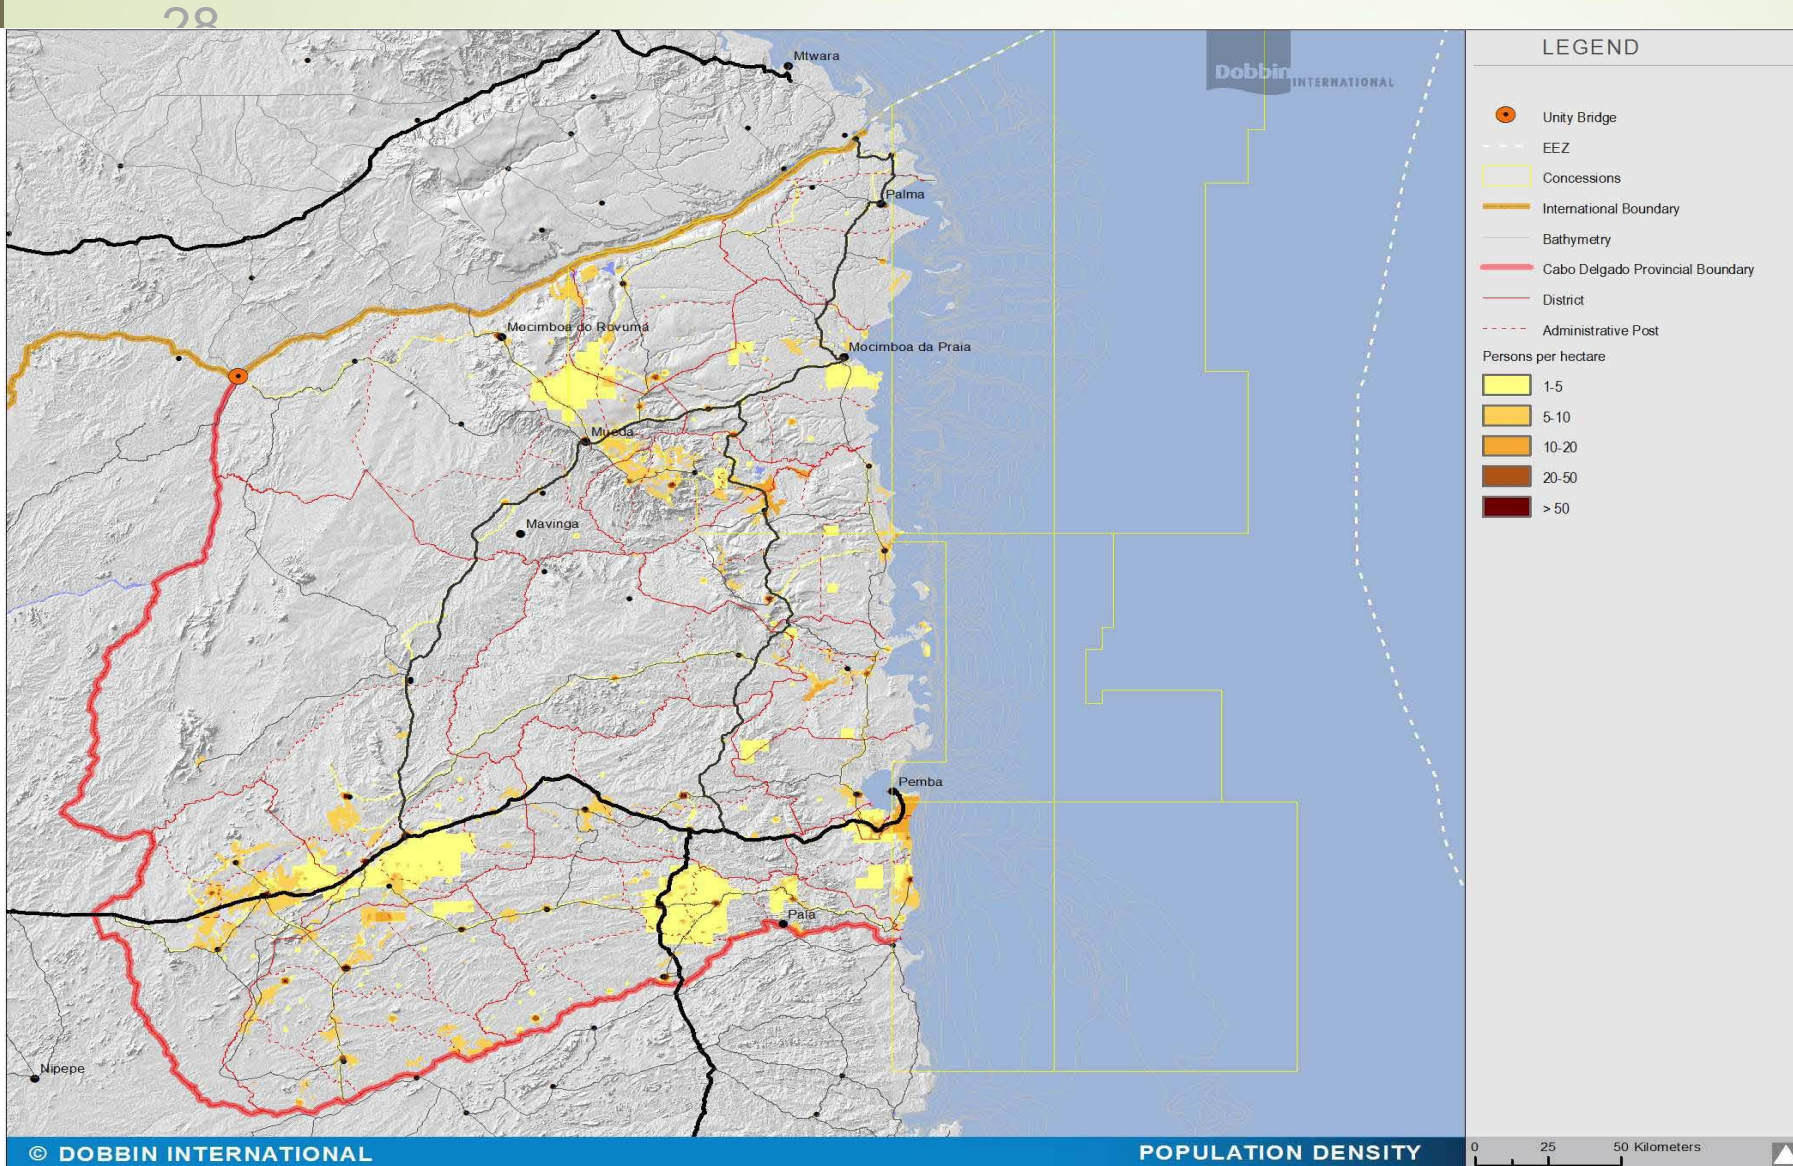 28
Mtwara
Dobbin INTERNATIONAL
Palma
Mocimboa do Rovuma
Mocimboa da Praia
Mueda
Mavinga
Pemba
Pala
Nipepe
LEGEND
Unity Bridge
EEZ
Concessions
International Boundary
Bathymetry
Cabo Delgado Provincial Boundary
District
Administrative Post
Persons per hectare
1-5
5-10
10-20
20-50
> 50
© DOBBIN INTERNATIONAL
POPULATION DENSITY
0 25 50 Kilometers